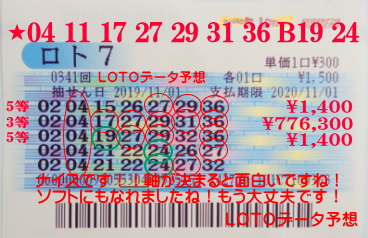 ★04 11 17 27 29 31 36 B19 24
ロト7
単価1口¥300
0341回 LOTOデータ予想 各01口 ¥1,500
抽せん日 2019/11/01 支払期限 2020/11/01
5等 02 04 15 26 27 29 36 ¥1,400
3等 02 04 17 27 29 31 36 ¥776,300
5等 02 04 19 27 29 32 36 ¥1,400
02 04 21 22 24 26 27
02 04 21 27 32
ナイスです!!軸が決まると面白いですね!
ソフトにもなれましたね!もう大丈夫です!
LOTOデータ予想